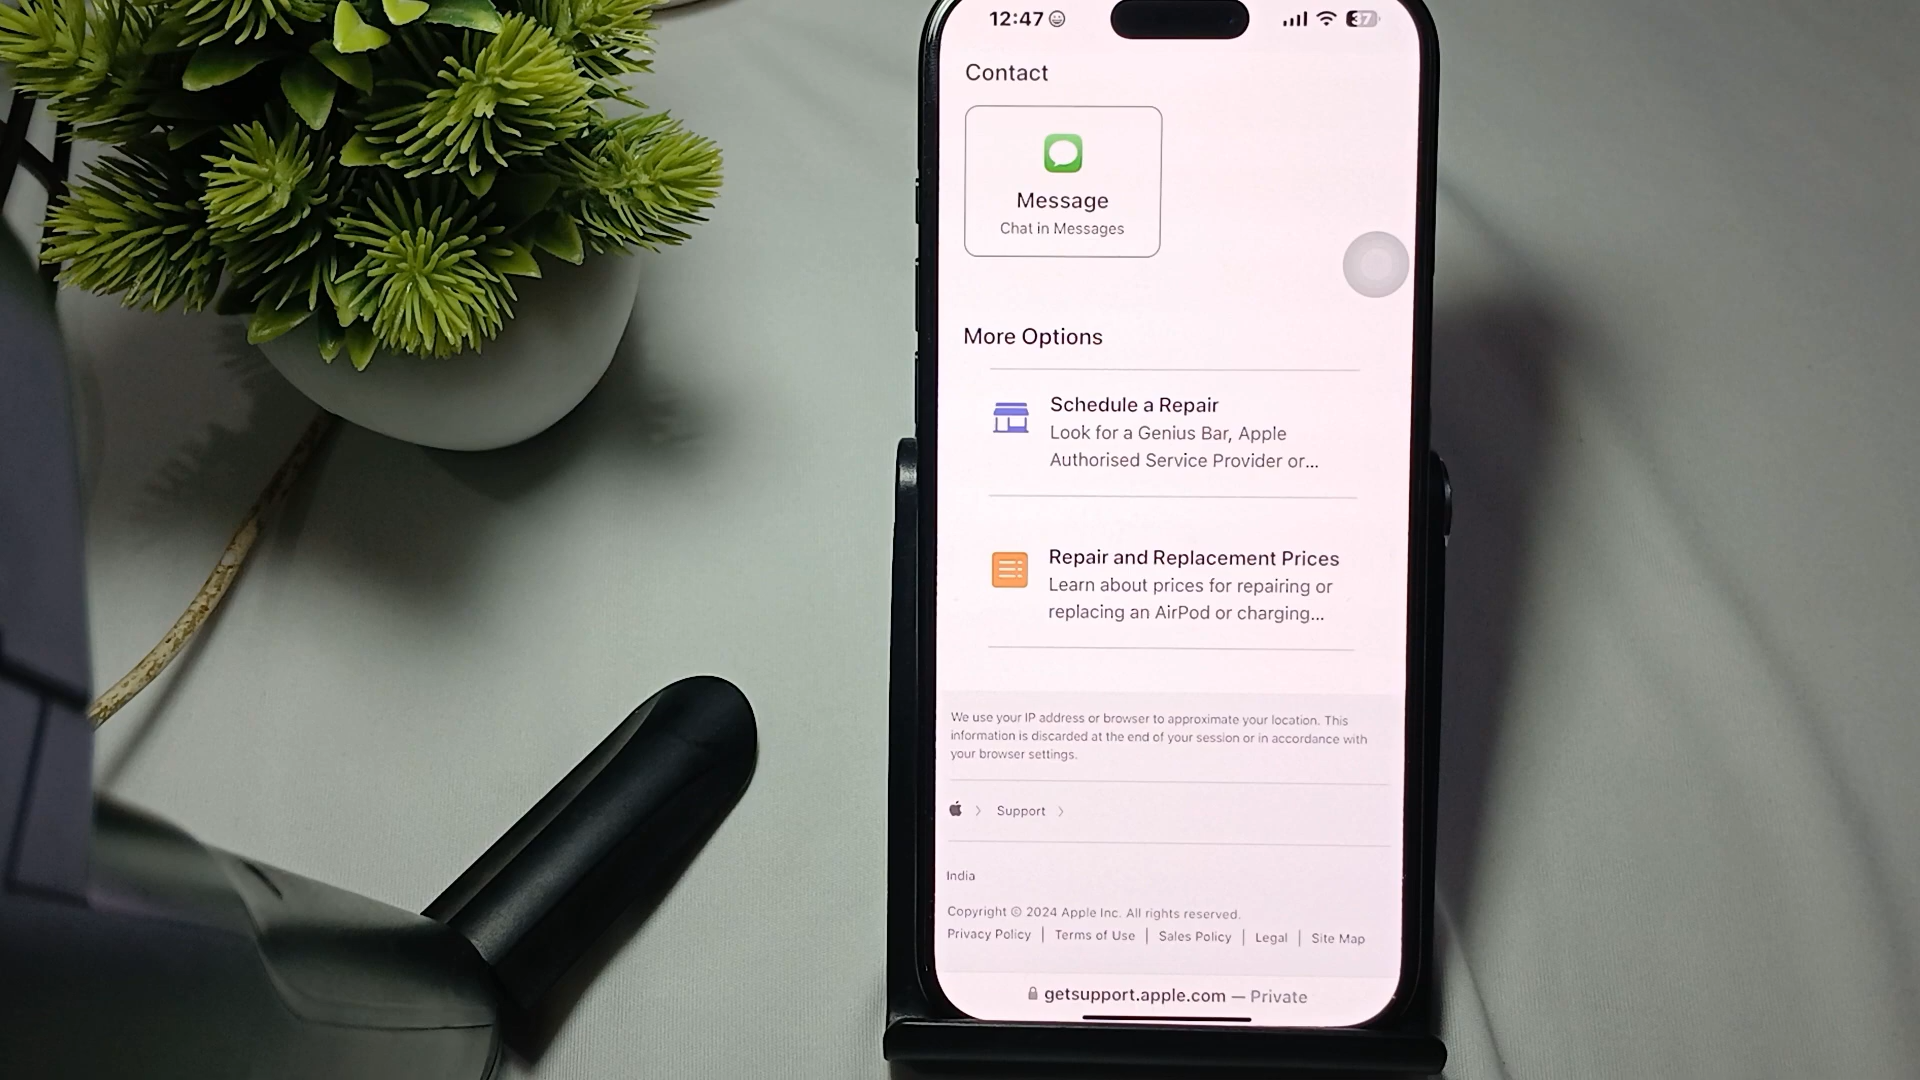 12:47
37
Contact
Message
Chat in Messages
More Options
Schedule a Repair
Look for a Genius Bar, Apple
Authorised Service Provider or...
Repair and Replacement Prices
Learn about prices for repairing or
replacing an AirPod or charging...
We use your IP address or browser to approximate your location. This
information is discarded at the end of your session or in accordance with
your browser settings.
Support
India
Copyright © 2024 Apple Inc. All rights reserved.
Privacy Policy | Terms of Use | Sales Policy | Legal | Site Map
getsupport.apple.com — Private